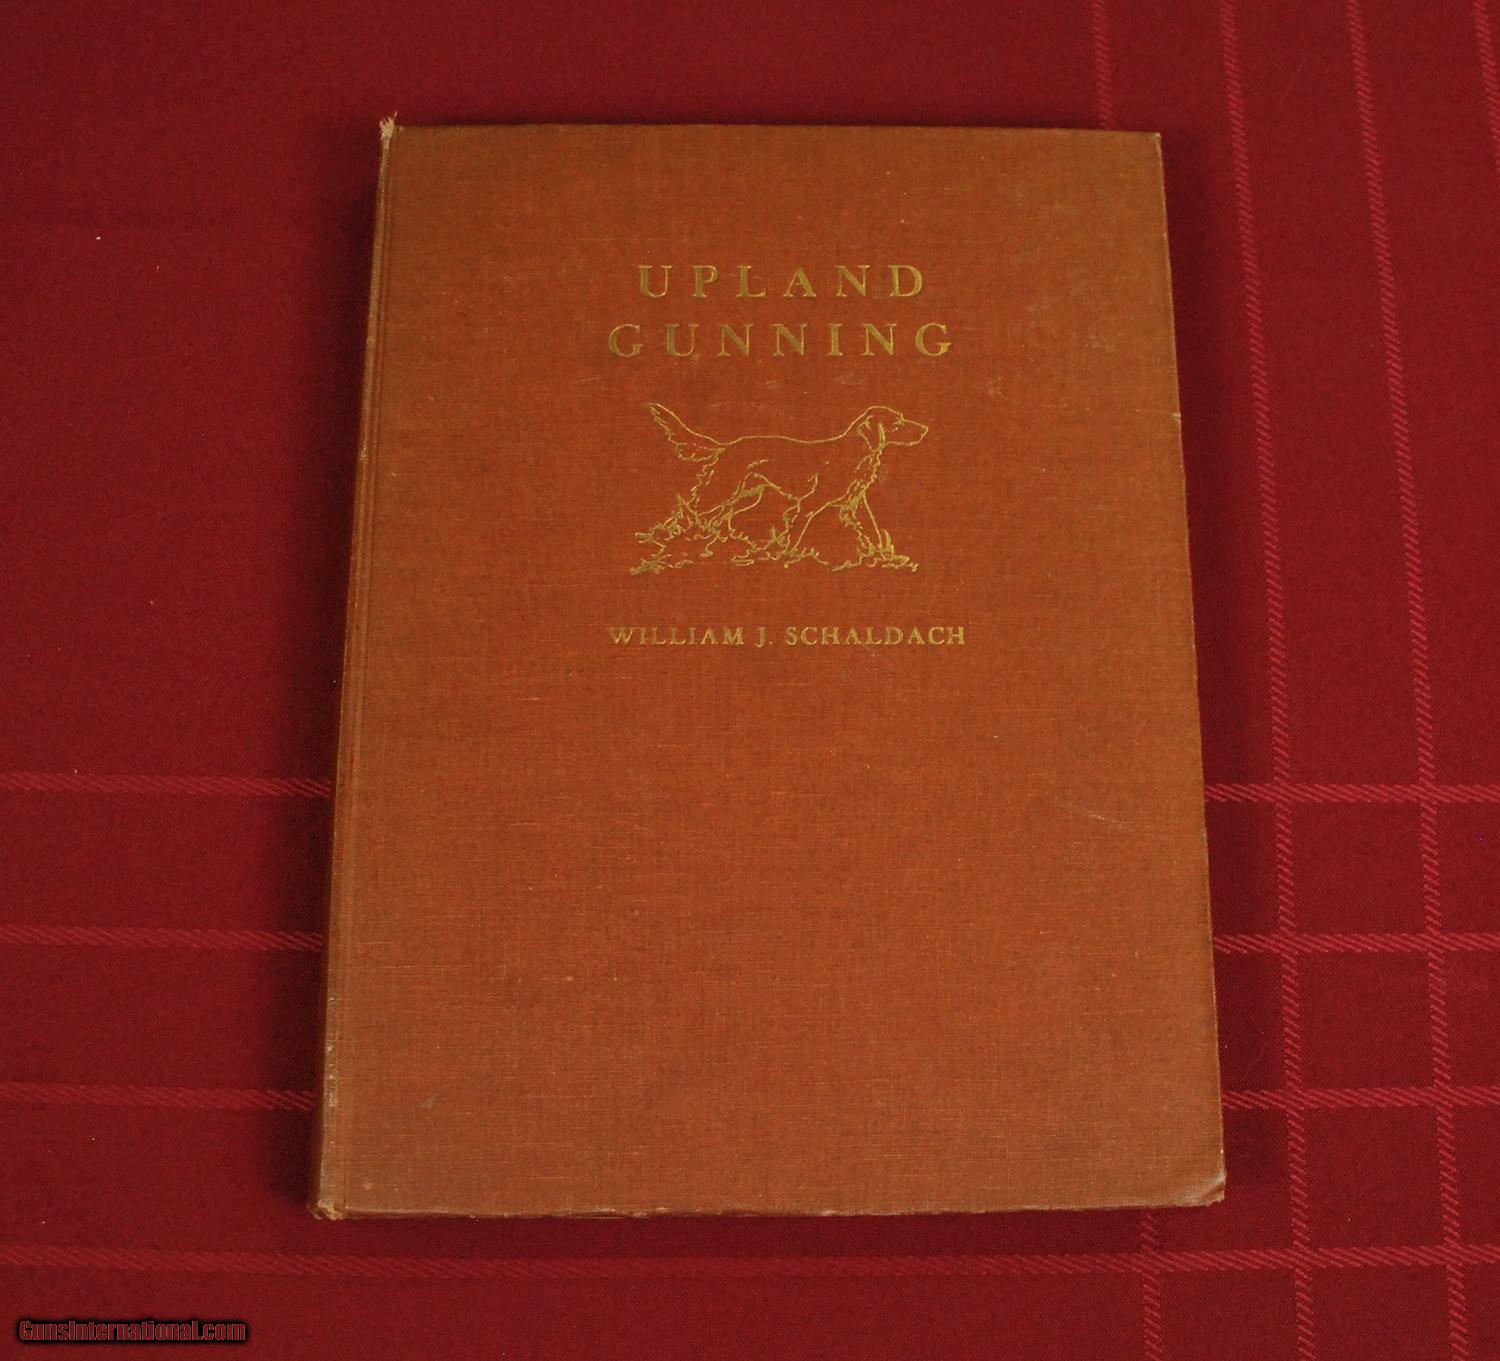 UPLAND
GUNNING
WILLIAM J. SCHALDACH
GunsInternational.com